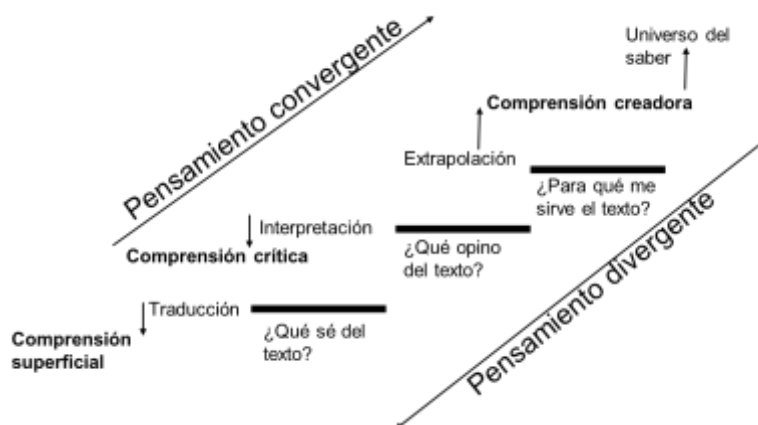 Pensamiento convergente
Universo del
saber
Comprensión creadora
Extrapolación
¿Para qué me
sirve el texto?
Interpretación
Comprensión crítica
¿Qué opino
del texto?
Traducción
Comprensión
superficial
¿Qué sé del
texto?
Pensamiento divergente